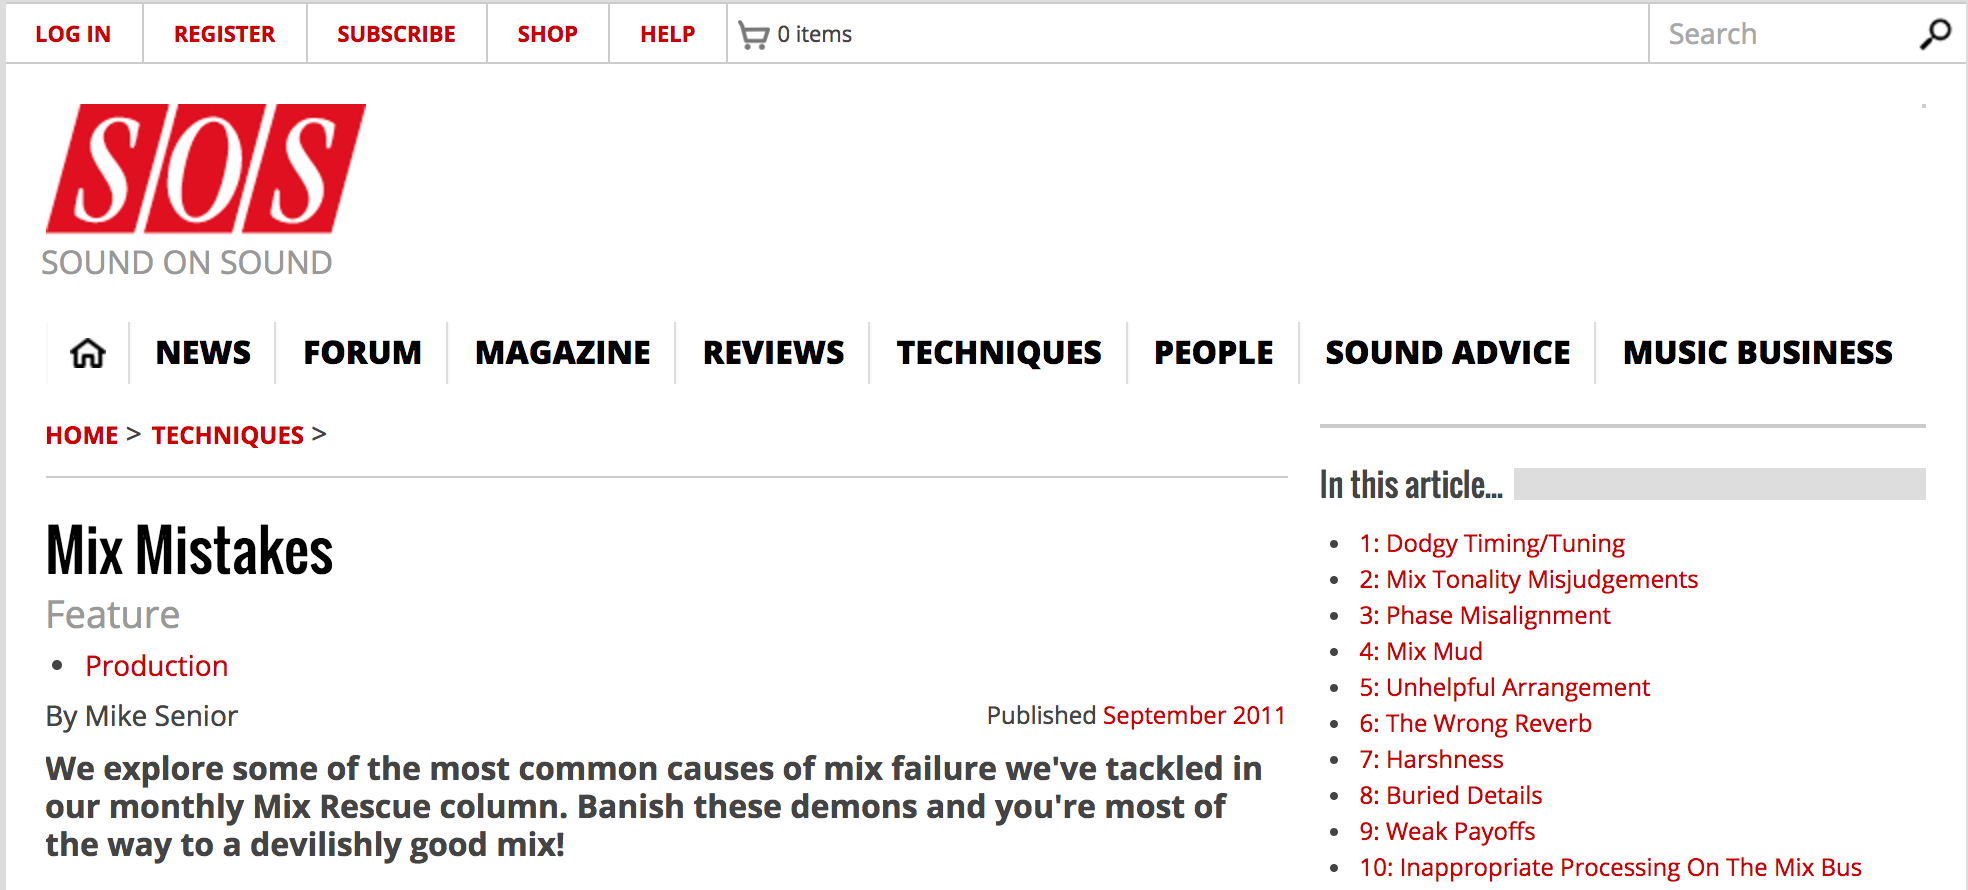 LOG IN
REGISTER
SUBSCRIBE
SHOP
HELP
0 items
Search
SOS
SOUND ON SOUND
NEWS
FORUM
MAGAZINE
REVIEWS
TECHNIQUES
PEOPLE
SOUND ADVICE
MUSIC BUSINESS
HOME > TECHNIQUES >
Mix Mistakes
Feature
• Production
By Mike Senior
Published September 2011
We explore some of the most common causes of mix failure we've tackled in
our monthly Mix Rescue column. Banish these demons and you're most of
the way to a devilishly good mix!
In this article...
• 1: Dodgy Timing/Tuning
• 2: Mix Tonality Misjudgements
• 3: Phase Misalignment
• 4: Mix Mud
• 5: Unhelpful Arrangement
• 6: The Wrong Reverb
• 7: Harshness
• 8: Buried Details
• 9: Weak Payoffs
• 10: Inappropriate Processing On The Mix Bus